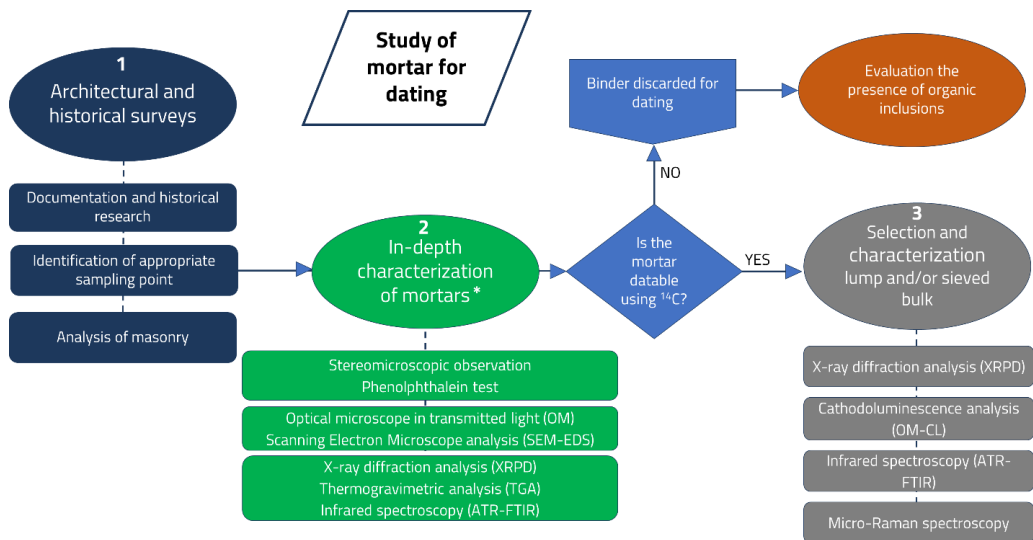 Study of
mortar for
dating
1
Architectural and
historical surveys
Documentation and historical
research
Identification of appropriate
sampling point
Analysis of masonry
2
In-depth
characterization
of mortars*
Stereomicroscopic observation
Phenolphthalein test
Optical microscope in transmitted light (OM)
Scanning Electron Microscope analysis (SEM-EDS)
X-ray diffraction analysis (XRPD)
Thermogravimetric analysis (TGA)
Infrared spectroscopy (ATR-FTIR)
Is the
mortar
datable
using ¹⁴C?
NO
Binder discarded for
dating
Evaluation the
presence of organic
inclusions
YES
3
Selection and
characterization
lump and/or sieved
bulk
X-ray diffraction analysis (XRPD)
Cathodoluminescence analysis
(OM-CL)
Infrared spectroscopy (ATR-
FTIR)
Micro-Raman spectroscopy